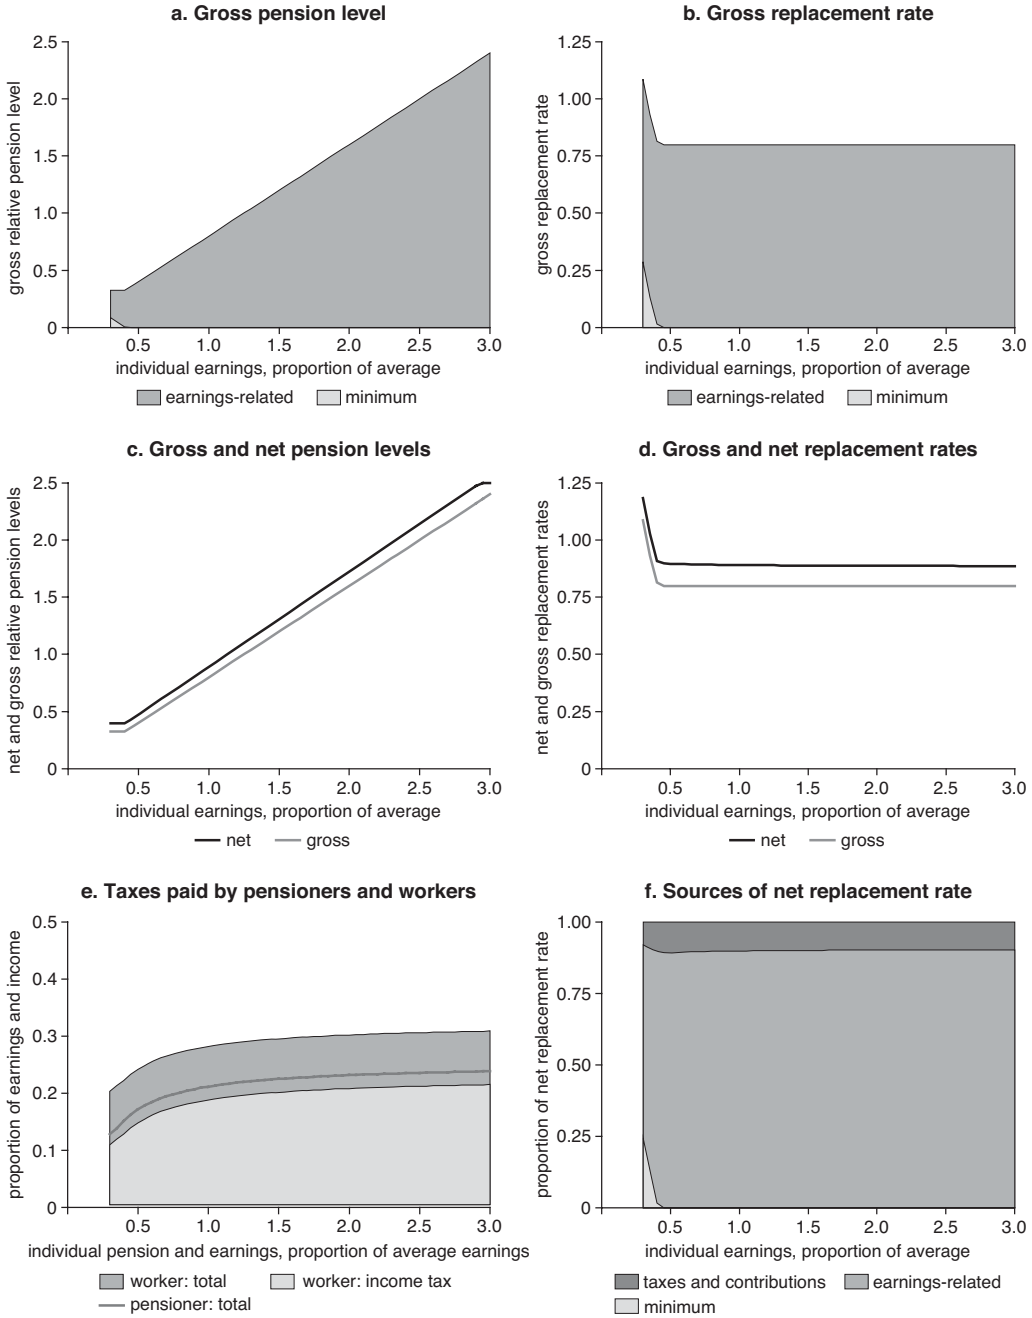 a. Gross pension level
gross relative pension level
2.5
2.0
1.5
1.0
0.5
0
0.5 1.0 1.5 2.0 2.5 3.0
individual earnings, proportion of average
earnings-related minimum
b. Gross replacement rate
gross replacement rate
1.25
1.00
0.75
0.50
0.25
0
0.5 1.0 1.5 2.0 2.5 3.0
individual earnings, proportion of average
earnings-related minimum
c. Gross and net pension levels
net and gross relative pension levels
2.5
2.0
1.5
1.0
0.5
0
0.5 1.0 1.5 2.0 2.5 3.0
individual earnings, proportion of average
net gross
d. Gross and net replacement rates
net and gross replacement rates
1.25
1.00
0.75
0.50
0.25
0
0.5 1.0 1.5 2.0 2.5 3.0
individual earnings, proportion of average
net gross
e. Taxes paid by pensioners and workers
proportion of earnings and income
0.5
0.4
0.3
0.2
0.1
0
0.5 1.0 1.5 2.0 2.5 3.0
individual pension and earnings, proportion of average earnings
worker: total worker: income tax
pensioner: total
f. Sources of net replacement rate
proportion of net replacement rate
1.00
0.75
0.50
0.25
0
0.5 1.0 1.5 2.0 2.5 3.0
individual earnings, proportion of average
taxes and contributions earnings-related
minimum